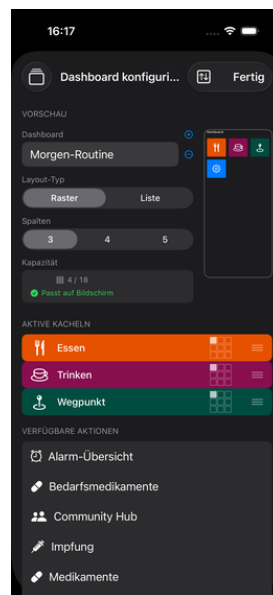 16:17
Dashboard konfiguri...
Fertig
VORSCHAU
Dashboard
Morgen-Routine
Dashboard
Layout-Typ
Raster
Liste
Spalten
3
4
5
Kapazität
4 / 18
Passt auf Bildschirm
AKTIVE KACHELN
Essen
Trinken
Wegpunkt
VERFÜGBARE AKTIONEN
Alarm-Übersicht
Bedarfsmedikamente
Community Hub
Impfung
Medikamente